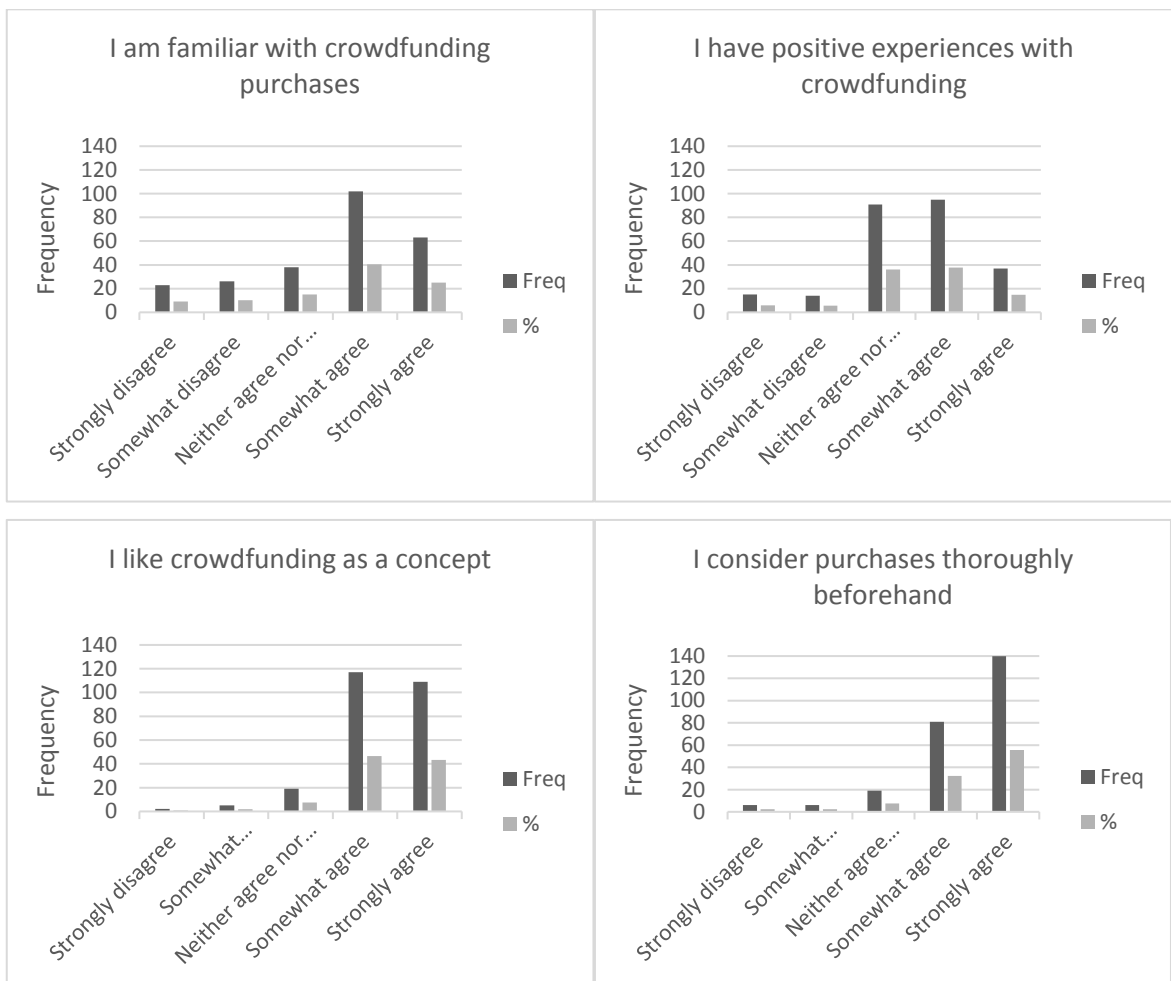 I am familiar with crowdfunding
purchases
140
120
100
80
60
40
20
0
Frequency
Strongly disagree
Somewhat disagree
Neither agree nor...
Somewhat agree
Strongly agree
Freq
%
I have positive experiences with
crowdfunding
140
120
100
80
60
40
20
0
Frequency
Strongly disagree
Somewhat disagree
Neither agree nor...
Somewhat agree
Strongly agree
Freq
%
I like crowdfunding as a concept
140
120
100
80
60
40
20
0
Frequency
Strongly disagree
Somewhat...
Neither agree nor...
Somewhat agree
Strongly agree
Freq
%
I consider purchases thoroughly
beforehand
140
120
100
80
60
40
20
0
Frequency
Strongly disagree
Somewhat...
Neither agree...
Somewhat agree
Strongly agree
Freq
%